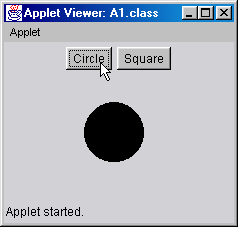 Applet Viewer: A1.class
Applet
Circle Square
Applet started.